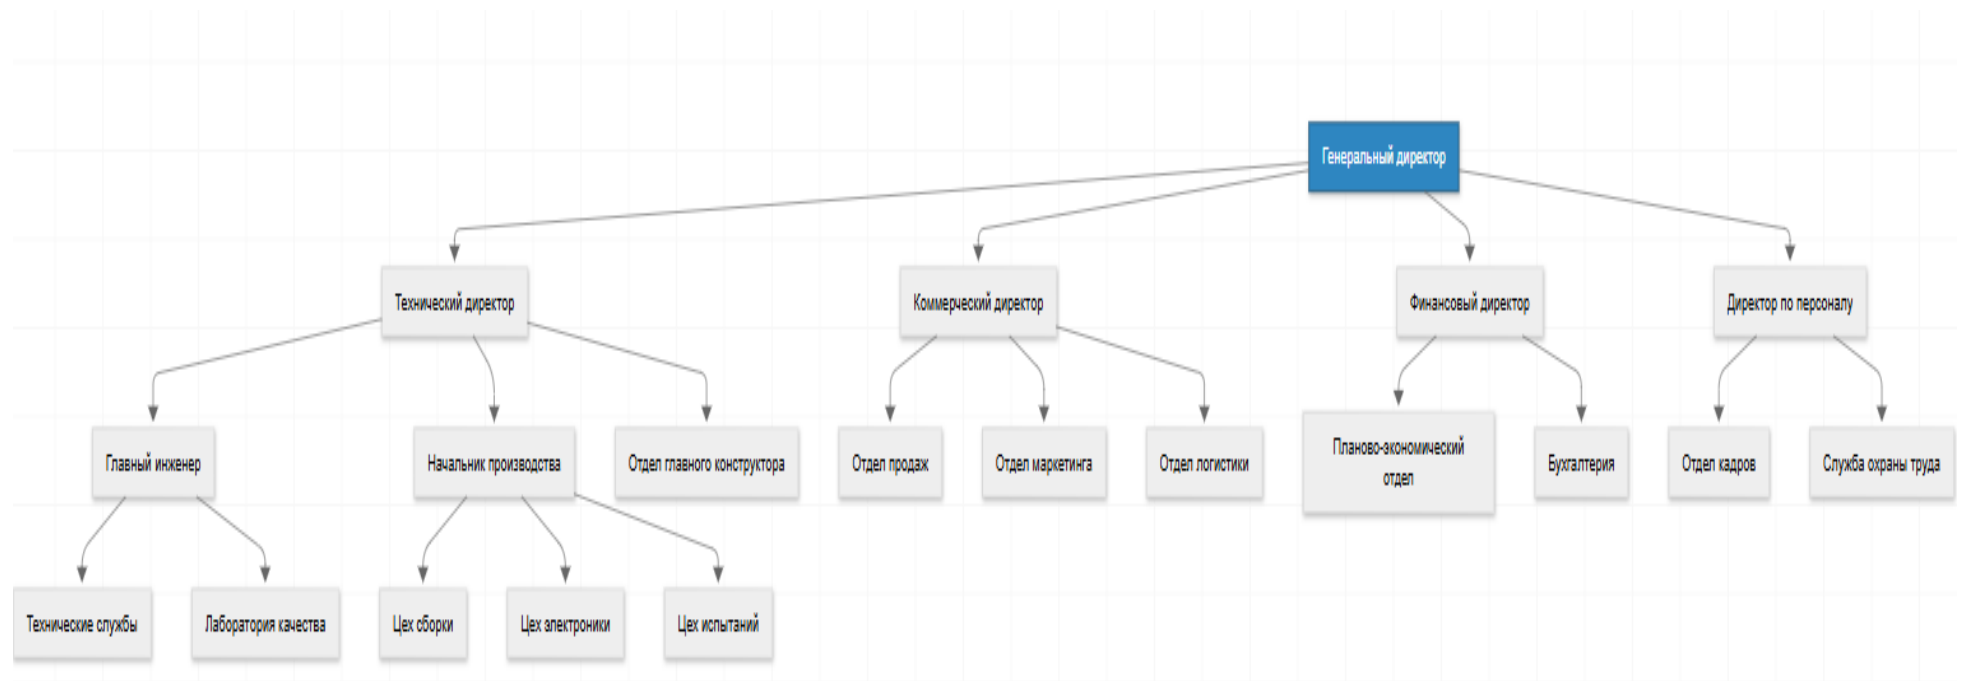 Генеральный директор
Технический директор
Коммерческий директор
Финансовый директор
Директор по персоналу
Главный инженер
Начальник производства
Отдел главного конструктора
Отдел продаж
Отдел маркетинга
Отдел логистики
Планово-экономический
отдел
Бухгалтерия
Отдел кадров
Служба охраны труда
Технические службы
Лаборатория качества
Цех сборки
Цех электроники
Цех испытаний